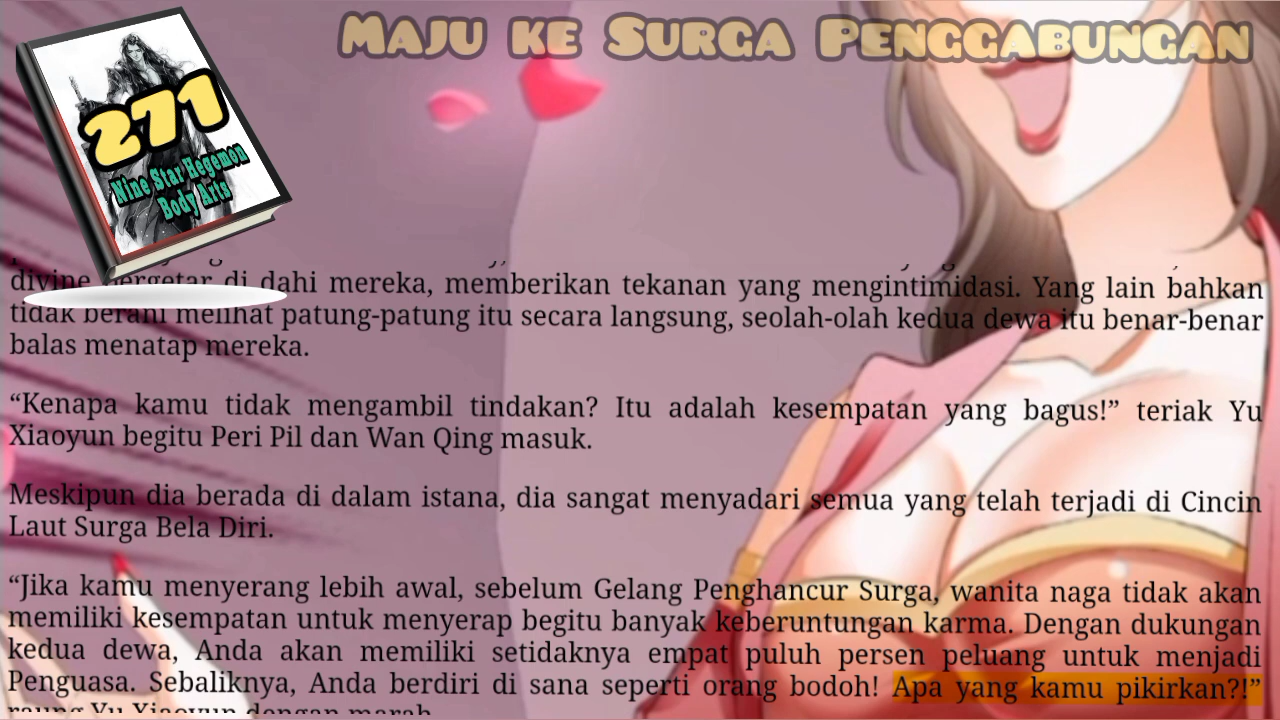 Maju ke Surga Penggabungan
271
Nine Star Hegemon
Body Arts
divine bergetar di dahi mereka, memberikan tekanan yang mengintimidasi. Yang lain bahkan
tidak berani melihat patung-patung itu secara langsung, seolah-olah kedua dewa itu benar-benar
balas menatap mereka.
“Kenapa kamu tidak mengambil tindakan? Itu adalah kesempatan yang bagus!” teriak Yu
Xiaoyun begitu Peri Pil dan Wan Qing masuk.
Meskipun dia berada di dalam istana, dia sangat menyadari semua yang telah terjadi di Cincin
Laut Surga Bela Diri.
“Jika kamu menyerang lebih awal, sebelum Gelang Penghancur Surga, wanita naga tidak akan
memiliki kesempatan untuk menyerap begitu banyak keberuntungan karma. Dengan dukungan
kedua dewa, Anda akan memiliki setidaknya empat puluh persen peluang untuk menjadi
Penguasa. Sebaliknya, Anda berdiri di sana seperti orang bodoh! Apa yang kamu pikirkan?!”
raung Yu Xiaoyun dengan marah.